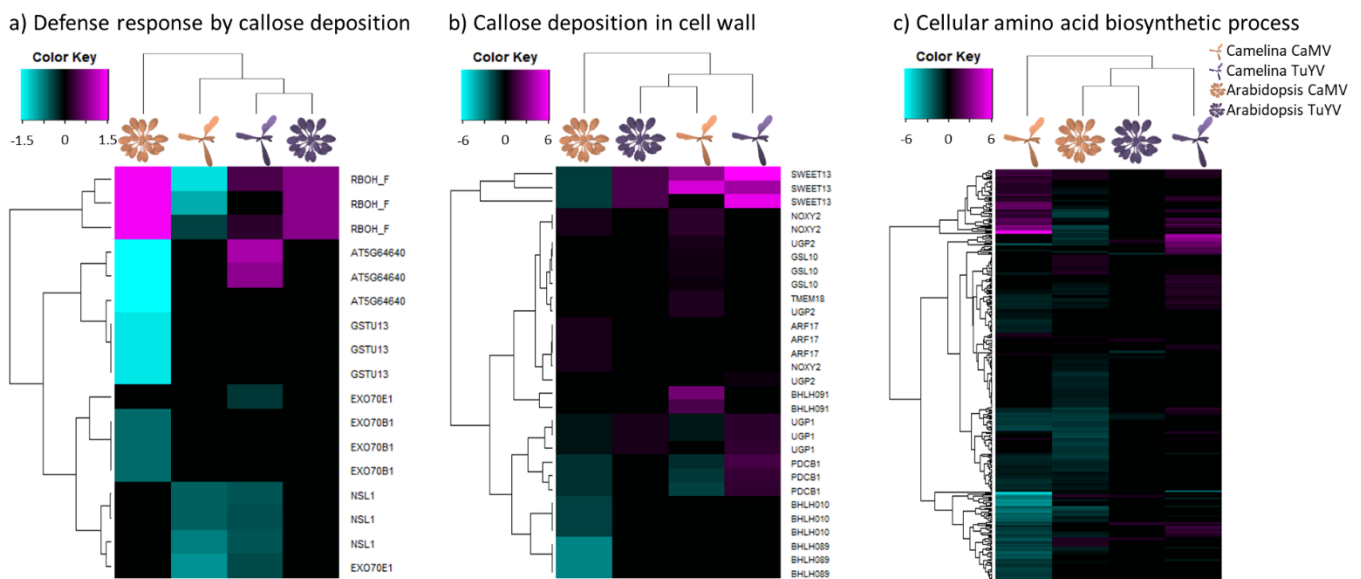 a) Defense response by callose deposition
Color Key
-1.5 0 1.5
RBOH_F
RBOH_F
RBOH_F
AT5G64640
AT5G64640
AT5G64640
GSTU13
GSTU13
GSTU13
EXO70E1
EXO70B1
EXO70B1
EXO70B1
NSL1
NSL1
NSL1
EXO70E1
b) Callose deposition in cell wall
Color Key
-6 0 6
SWEET13
SWEET13
SWEET13
NOXY2
NOXY2
UGP2
GSL10
GSL10
GSL10
TMEM18
UGP2
ARF17
ARF17
ARF17
NOXY2
UGP2
BHLH091
BHLH091
UGP1
UGP1
UGP1
PDCB1
PDCB1
PDCB1
BHLH010
BHLH010
BHLH010
BHLH089
BHLH089
BHLH089
c) Cellular amino acid biosynthetic process
Color Key
-6 0 6
Camelina CaMV
Camelina TuYV
Arabidopsis CaMV
Arabidopsis TuYV